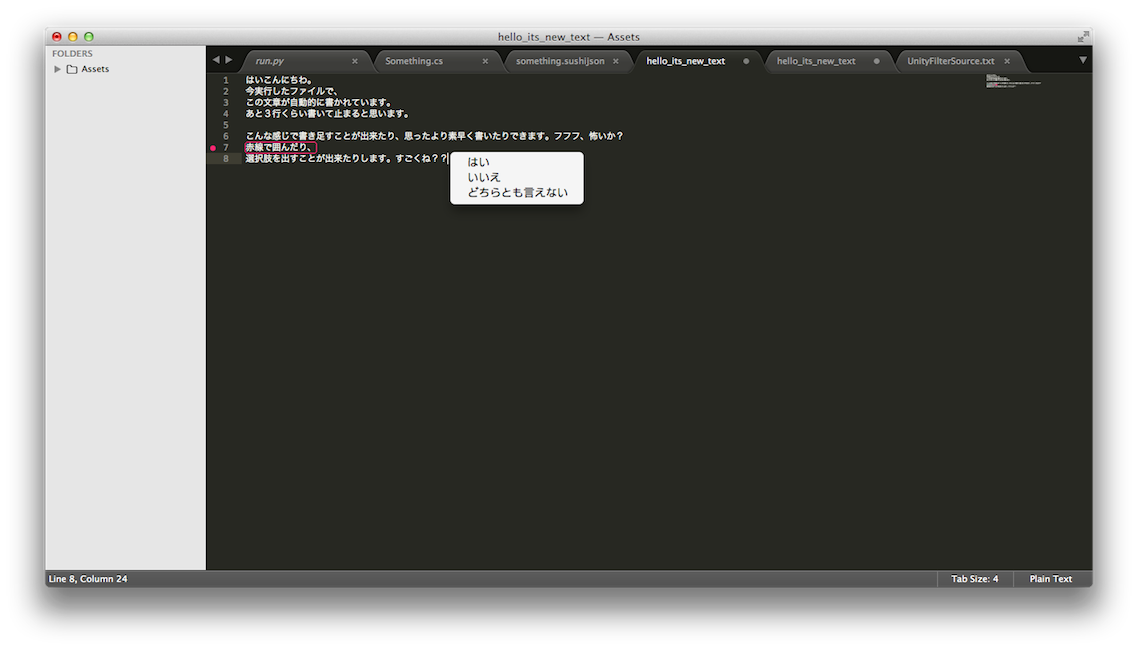 hello_its_new_text — Assets
FOLDERS
Assets
run.py
Something.cs
something.sushijson
hello_its_new_text
hello_its_new_text
UnityFilterSource.txt
1 はいこんにちわ。
2 今実行したファイルで、
3 この文章が自動的に書かれています。
4 あと３行くらい書いて止まると思います。
5
6 こんな感じで書き足すことが出来たり、思ったより素早く書いたりできます。フフフ、怖いか？
7 赤線で囲んだり、
8 選択肢を出すことが出来たりします。すごくね？？
はい
いいえ
どちらとも言えない
Line 8, Column 24
Tab Size: 4
Plain Text